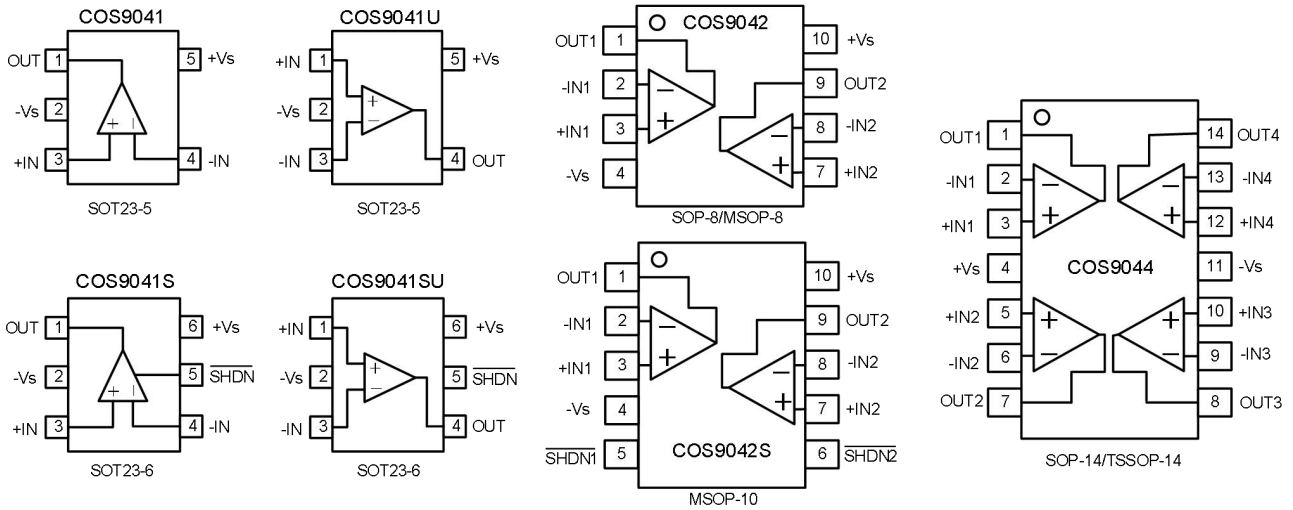 COS9041
OUT 1 5 +Vs
-Vs 2
+IN 3 4 -IN
+ −
SOT23-5
COS9041U
+IN 1 5 +Vs
-Vs 2
-IN 3 4 OUT
+
−
SOT23-5
COS9042
OUT1 1 10 +Vs
-IN1 2 9 OUT2
+IN1 3 8 -IN2
-Vs 4 7 +IN2
− −
+ +
SOP-8/MSOP-8
COS9041S
OUT 1 6 +Vs
-Vs 2 5 SHDN
+IN 3 4 -IN
+ −
SOT23-6
COS9041SU
+IN 1 6 +Vs
-Vs 2 5 SHDN
-IN 3 4 OUT
+
−
SOT23-6
OUT1 1 10 +Vs
-IN1 2 9 OUT2
+IN1 3 8 -IN2
-Vs 4 7 +IN2
SHDN1 5 6 SHDN2
− −
+ +
COS9042S
MSOP-10
OUT1 1 14 OUT4
-IN1 2 13 -IN4
+IN1 3 12 +IN4
+Vs 4 11 -Vs
+IN2 5 10 +IN3
-IN2 6 9 -IN3
OUT2 7 8 OUT3
− −
+ +
COS9044
+ +
− −
SOP-14/TSSOP-14